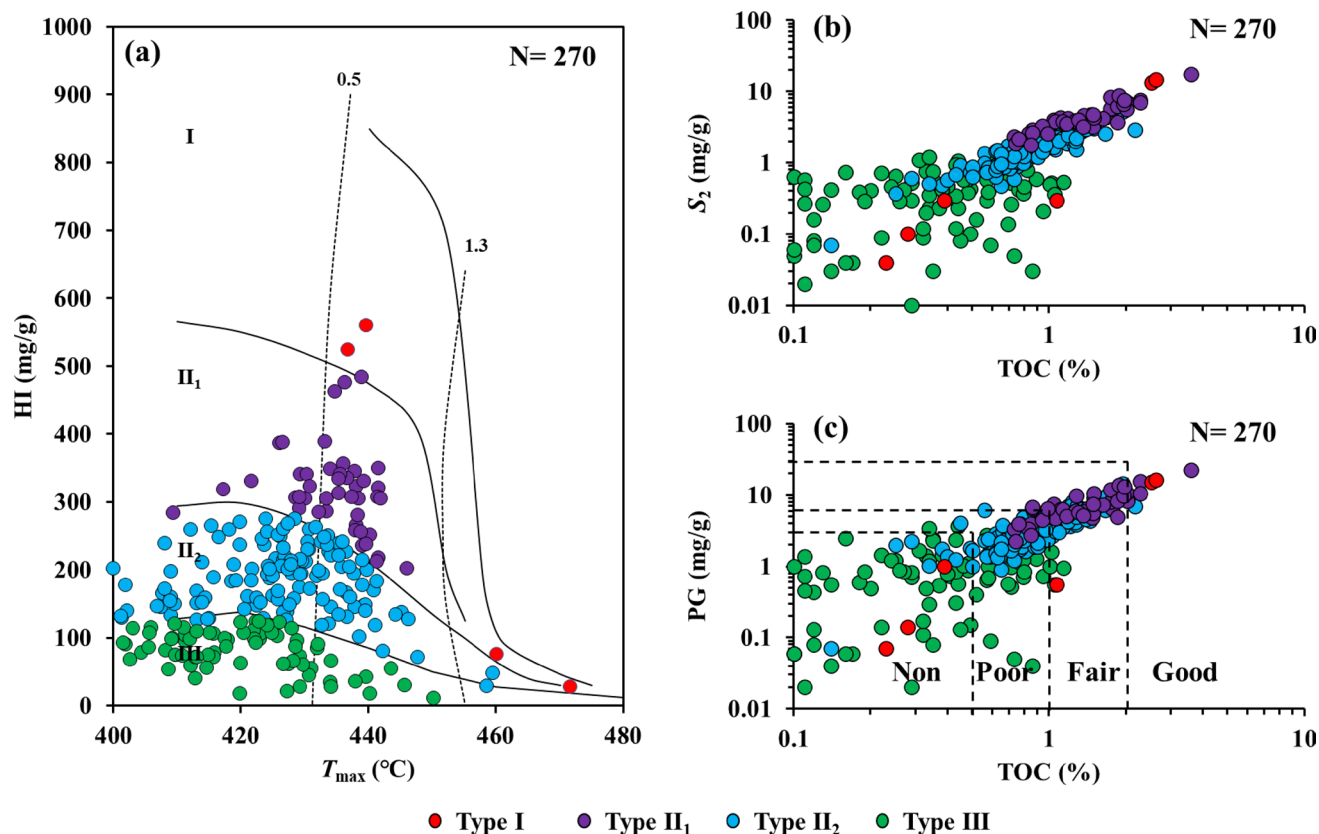 (a)
N= 270
1000
900
800
700
600
500
400
300
200
100
0
HI (mg/g)
0.5
1.3
I
II₁
II₂
III
400
420
440
460
480
Tmax (°C)
(b)
N= 270
100
10
1
0.1
0.01
S₂ (mg/g)
0.1
1
10
TOC (%)
(c)
N= 270
100
10
1
0.1
0.01
PG (mg/g)
Non
Poor
Fair
Good
0.1
1
10
TOC (%)
Type I
Type II₁
Type II₂
Type III